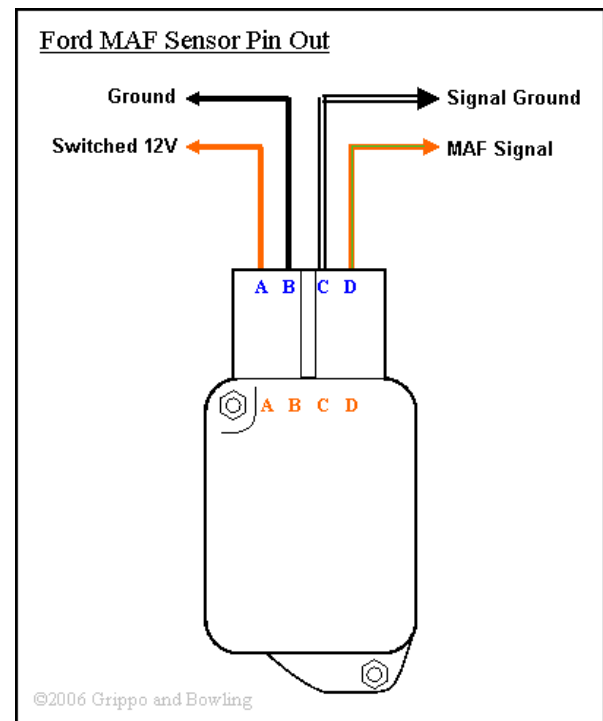 Ford MAF Sensor Pin Out
Ground
Signal Ground
Switched 12V
MAF Signal
A B C D
A B C D
©2006 Grippo and Bowling